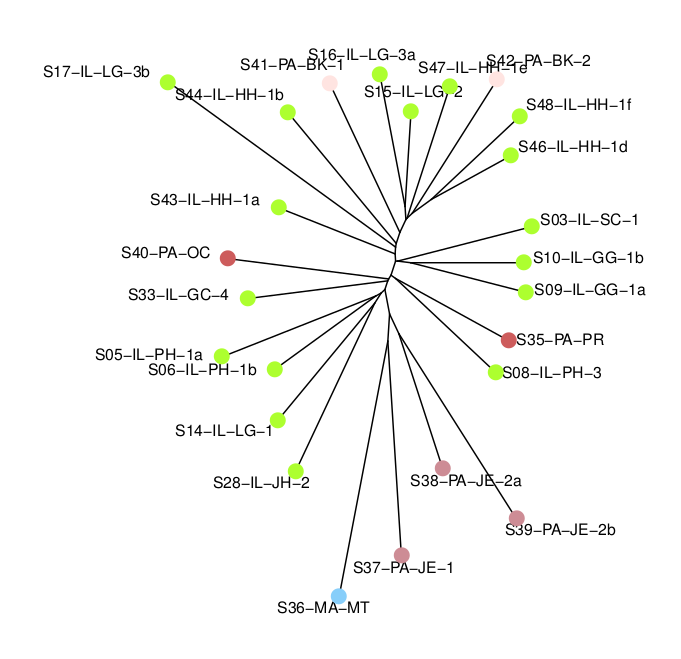 S16−IL−LG−3a
S42−PA−BK−2
S41−PA−BK−1
S47−IL−HH−1e
S17−IL−LG−3b
S44−IL−HH−1b
S15−IL−LG−2
S48−IL−HH−1f
S46−IL−HH−1d
S43−IL−HH−1a
S03−IL−SC−1
S40−PA−OC
S10−IL−GG−1b
S33−IL−GC−4
S09−IL−GG−1a
S35−PA−PR
S05−IL−PH−1a
S06−IL−PH−1b
S08−IL−PH−3
S14−IL−LG−1
S28−IL−JH−2
S38−PA−JE−2a
S39−PA−JE−2b
S37−PA−JE−1
S36−MA−MT